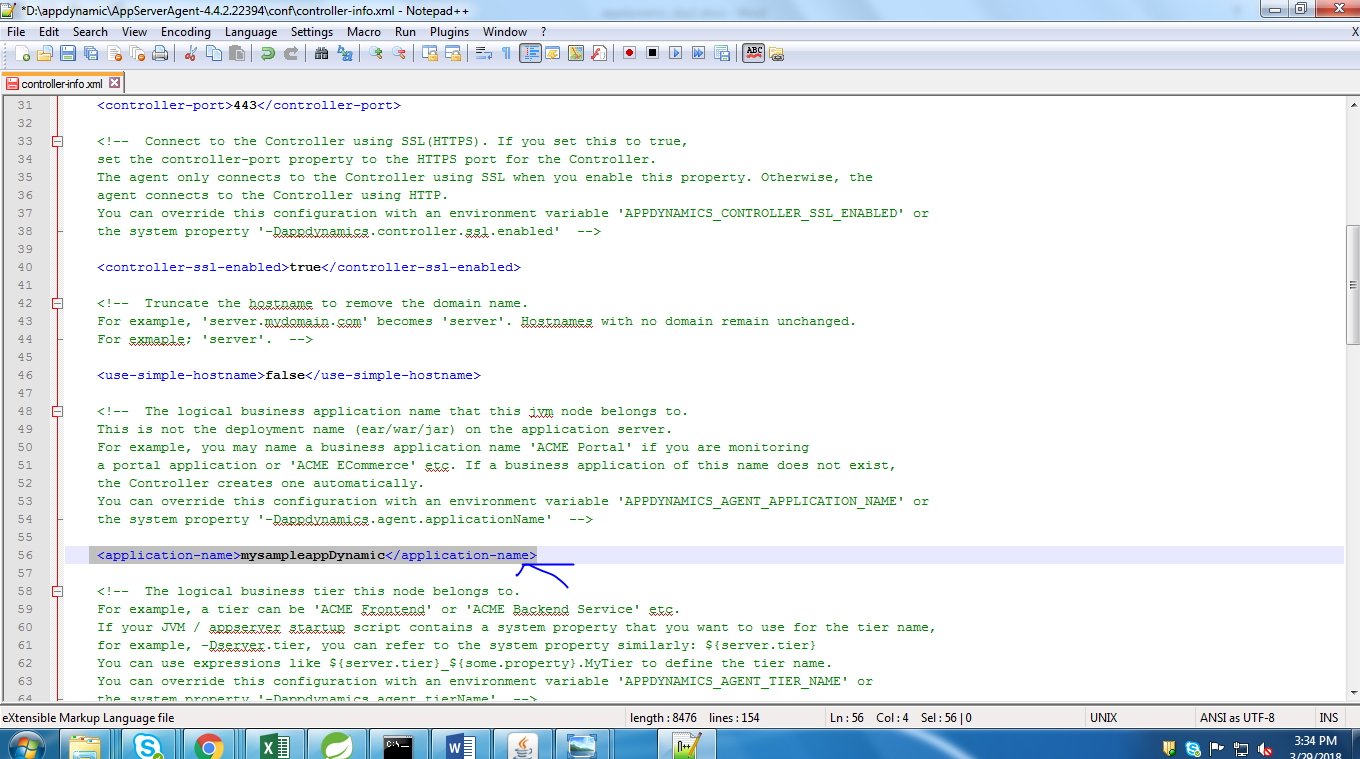 *D:\appdynamic\AppServerAgent-4.4.2.22394\conf\controller-info.xml - Notepad++
File Edit Search View Encoding Language Settings Macro Run Plugins Window ? X
ABC
controller-info.xml
31 <controller-port>443</controller-port>
32
33 <!-- Connect to the Controller using SSL(HTTPS). If you set this to true,
34 set the controller-port property to the HTTPS port for the Controller.
35 The agent only connects to the Controller using SSL when you enable this property. Otherwise, the
36 agent connects to the Controller using HTTP.
37 You can override this configuration with an environment variable 'APPDYNAMICS_CONTROLLER_SSL_ENABLED' or
38 the system property '-Dappdynamics.controller.ssl.enabled' -->
39
40 <controller-ssl-enabled>true</controller-ssl-enabled>
41
42 <!-- Truncate the hostname to remove the domain name.
43 For example, 'server.mydomain.com' becomes 'server'. Hostnames with no domain remain unchanged.
44 For exmaple; 'server'. -->
45
46 <use-simple-hostname>false</use-simple-hostname>
47
48 <!-- The logical business application name that this jvm node belongs to.
49 This is not the deployment name (ear/war/jar) on the application server.
50 For example, you may name a business application name 'ACME Portal' if you are monitoring
51 a portal application or 'ACME ECommerce' etc. If a business application of this name does not exist,
52 the Controller creates one automatically.
53 You can override this configuration with an environment variable 'APPDYNAMICS_AGENT_APPLICATION_NAME' or
54 the system property '-Dappdynamics.agent.applicationName' -->
55
56 <application-name>mysampleappDynamic</application-name>
57
58 <!-- The logical business tier this node belongs to.
59 For example, a tier can be 'ACME Frontend' or 'ACME Backend Service' etc.
60 If your JVM / appserver startup script contains a system property that you want to use for the tier name,
61 for example, -Dserver.tier, you can refer to the system property similarly: ${server.tier}
62 You can use expressions like ${server.tier}_${some.property}.MyTier to define the tier name.
63 You can override this configuration with an environment variable 'APPDYNAMICS_AGENT_TIER_NAME' or
64 the system property '-Dappdynamics.agent.tierName' -->
eXtensible Markup Language file length : 8476 lines : 154 Ln : 56 Col : 4 Sel : 56 | 0 UNIX ANSI as UTF-8 INS
3:34 PM
3/29/2018